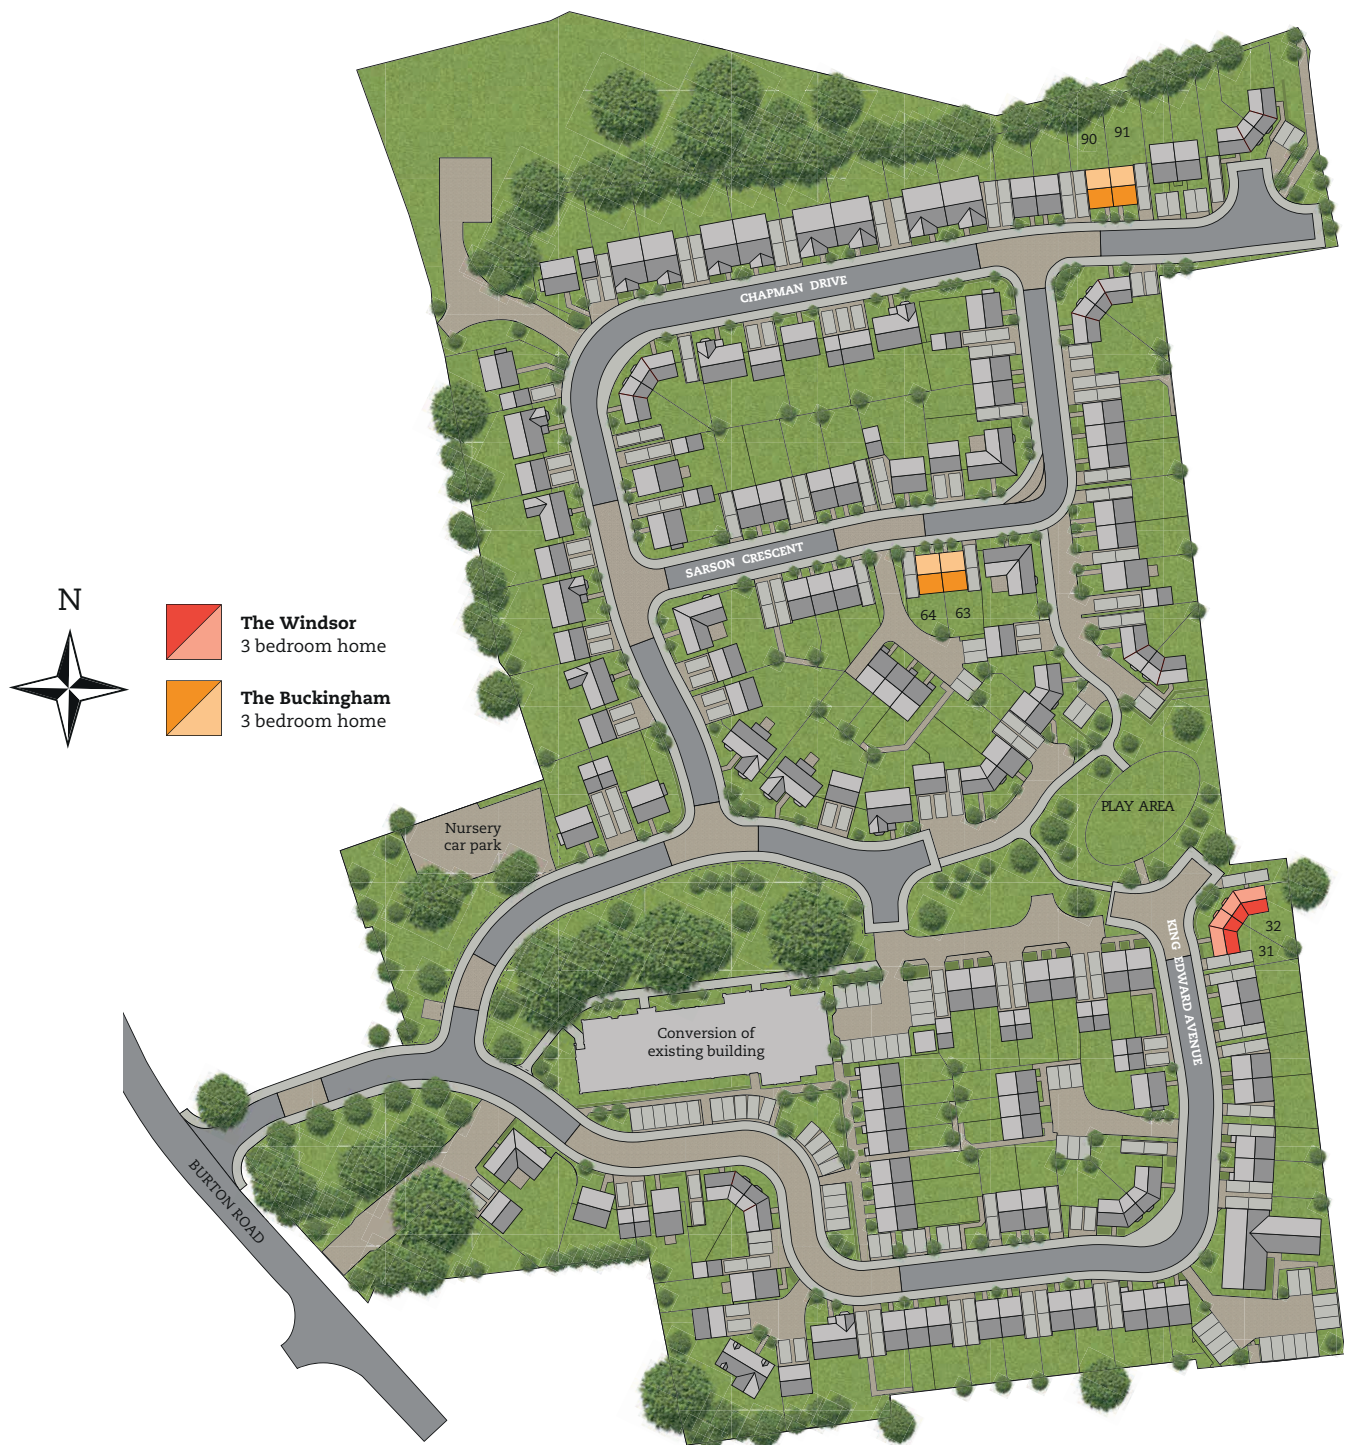 90
91
CHAPMAN DRIVE
SARSON CRESCENT
64
63
N
The Windsor
3 bedroom home
The Buckingham
3 bedroom home
PLAY AREA
Nursery
car park
32
31
KING EDWARD AVENUE
Conversion of
existing building
BURTON ROAD